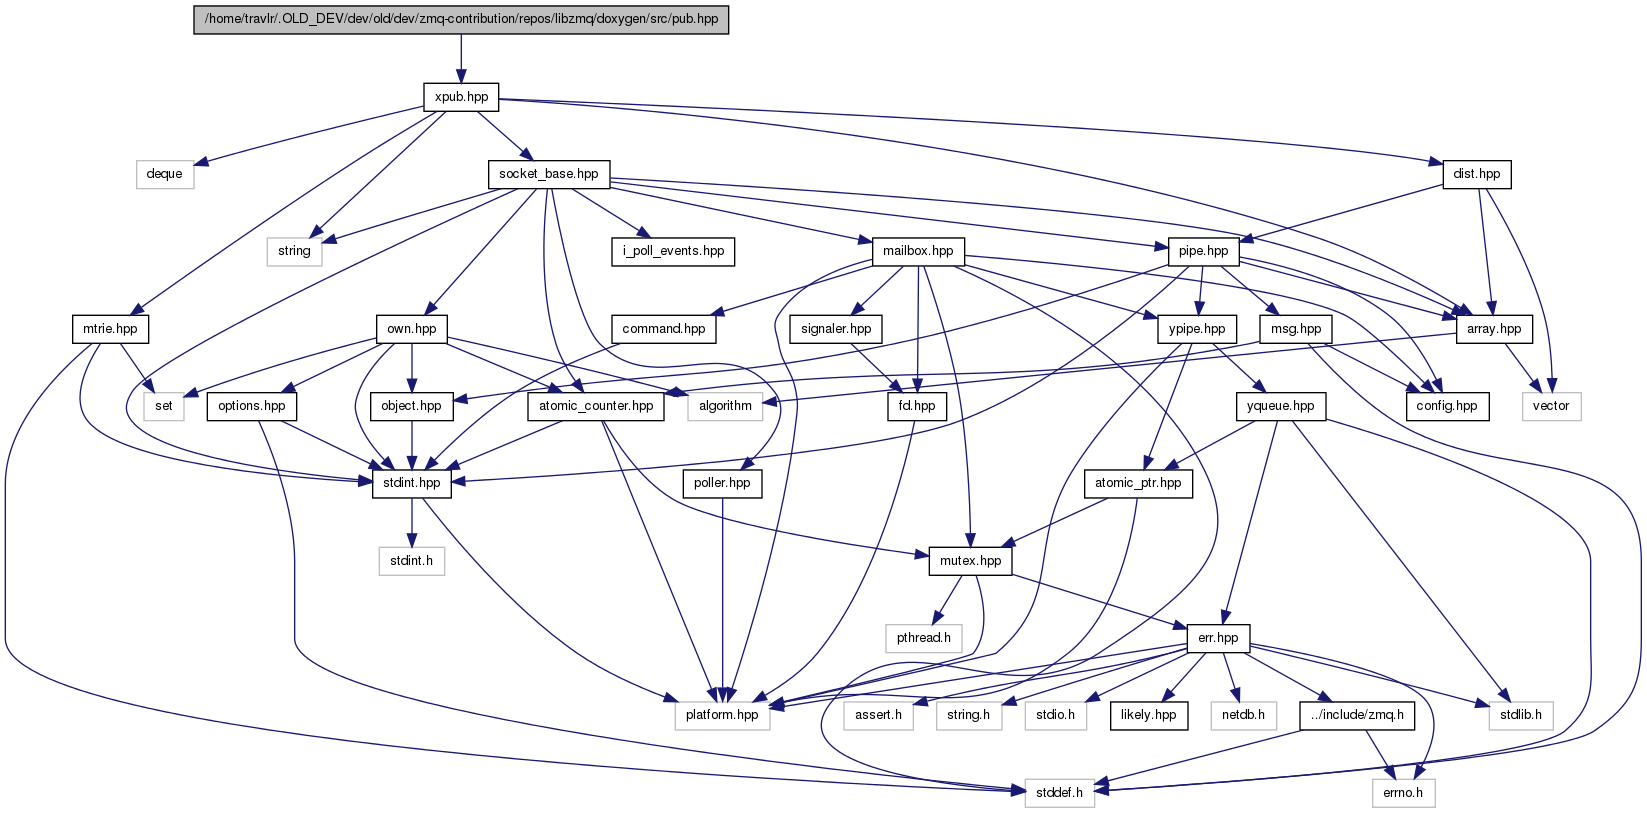 /home/travlr/.OLD_DEV/dev/old/dev/zmq-contribution/repos/libzmq/doxygen/src/pub.hpp
xpub.hpp
deque
socket_base.hpp
dist.hpp
string
i_poll_events.hpp
mailbox.hpp
pipe.hpp
mtrie.hpp
own.hpp
command.hpp
signaler.hpp
ypipe.hpp
msg.hpp
array.hpp
set
options.hpp
object.hpp
atomic_counter.hpp
algorithm
fd.hpp
yqueue.hpp
config.hpp
vector
stdint.hpp
poller.hpp
atomic_ptr.hpp
stdint.h
mutex.hpp
pthread.h
err.hpp
platform.hpp
assert.h
string.h
stdio.h
likely.hpp
netdb.h
../include/zmq.h
stdlib.h
stddef.h
errno.h